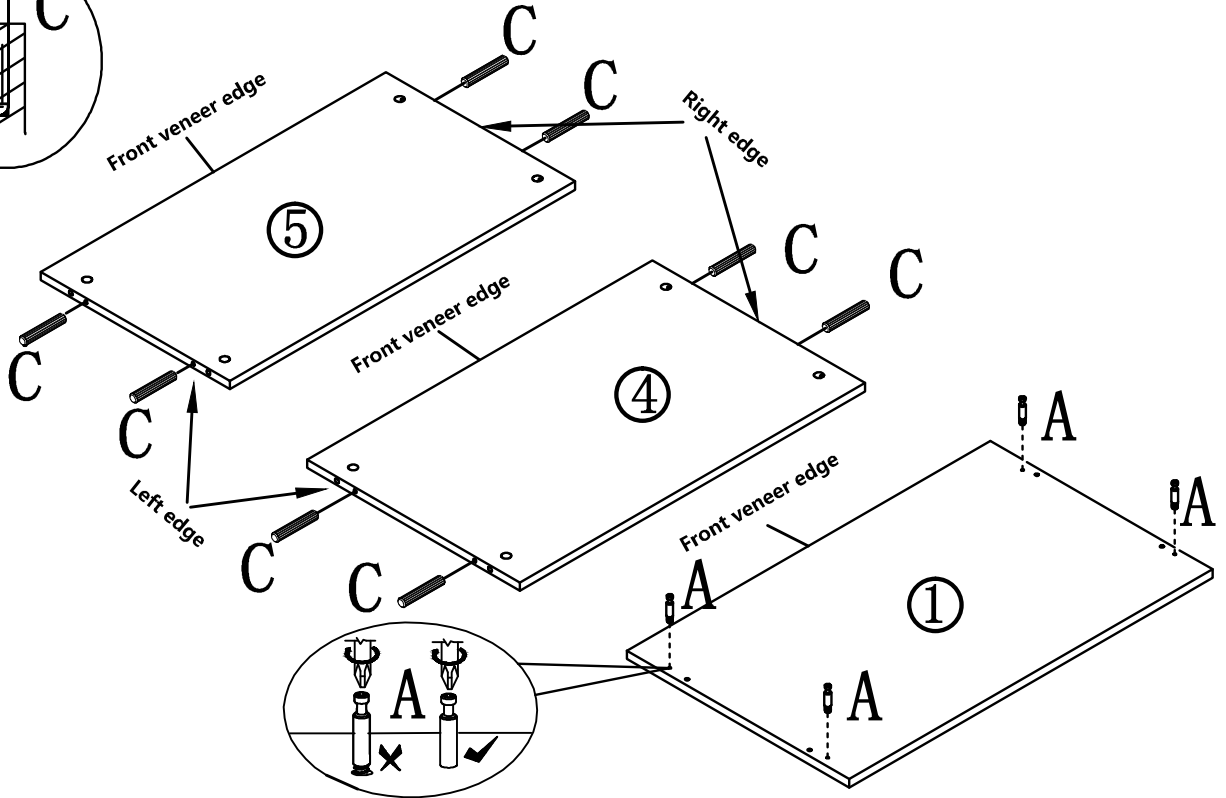 C
C
C
Front veneer edge
Right edge
⑤
C
C
C
C
Front veneer edge
④
Left edge
C
C
A
A
Front veneer edge
①
A
A
A